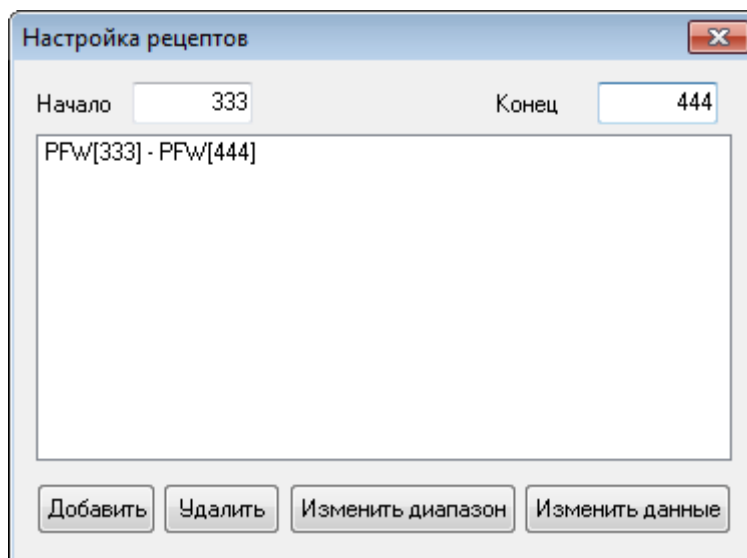 Настройка рецептов
Начало 333 Конец 444
PFW[333] - PFW[444]
Добавить Удалить Изменить диапазон Изменить данные